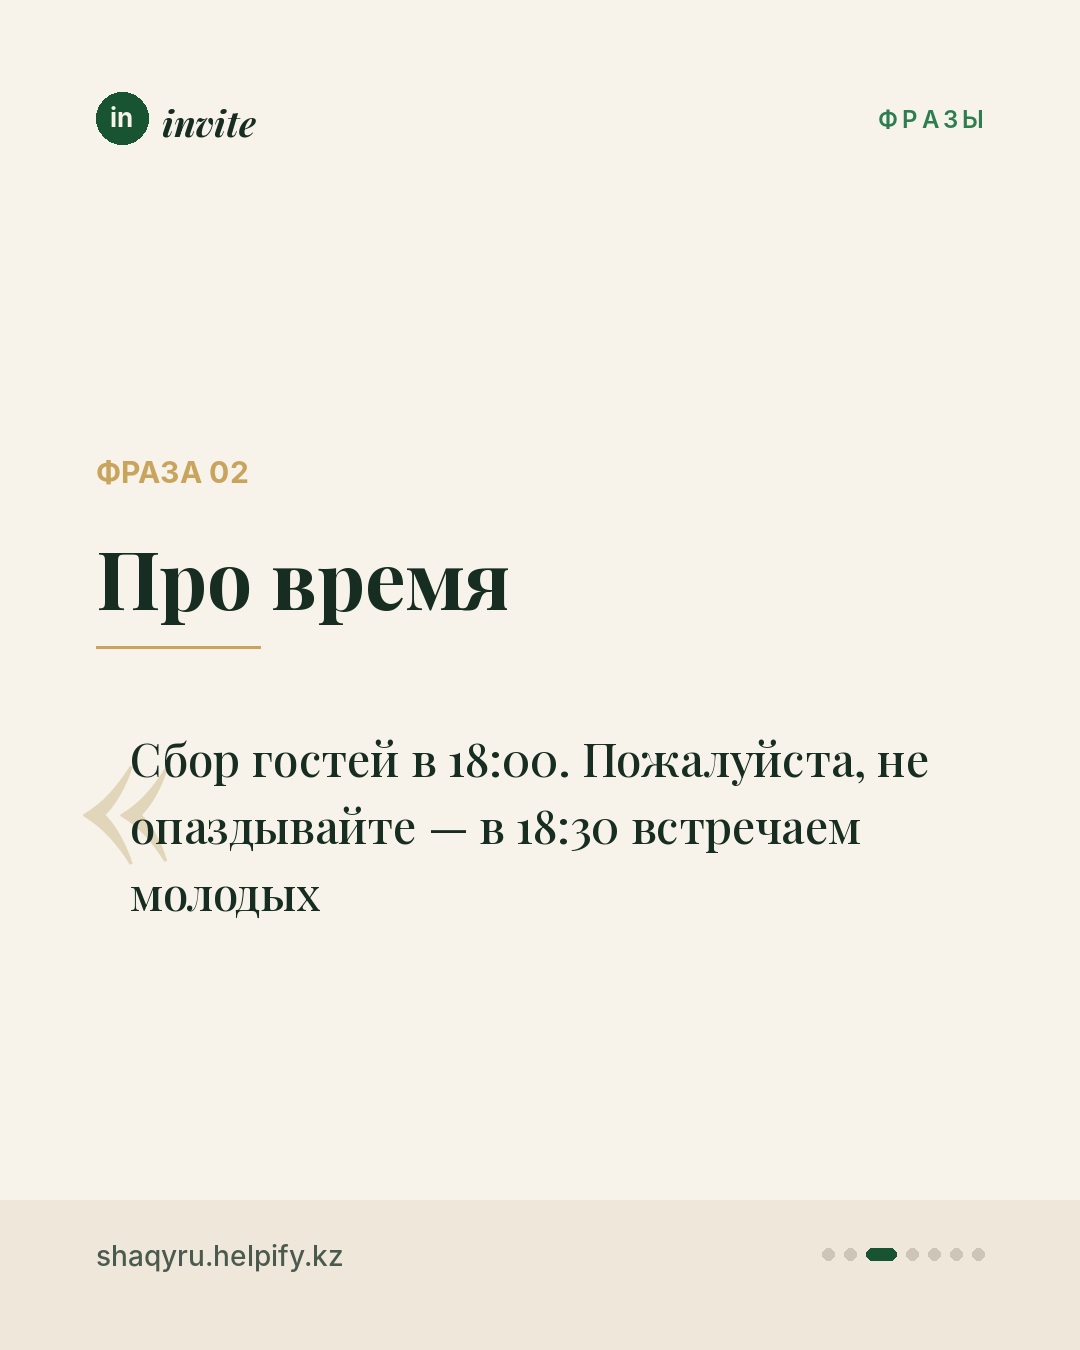 in invite
ФРАЗЫ
ФРАЗА 02
Про время
«
Сбор гостей в 18:00. Пожалуйста, не
опаздывайте — в 18:30 встречаем
молодых
shaqyru.helpify.kz